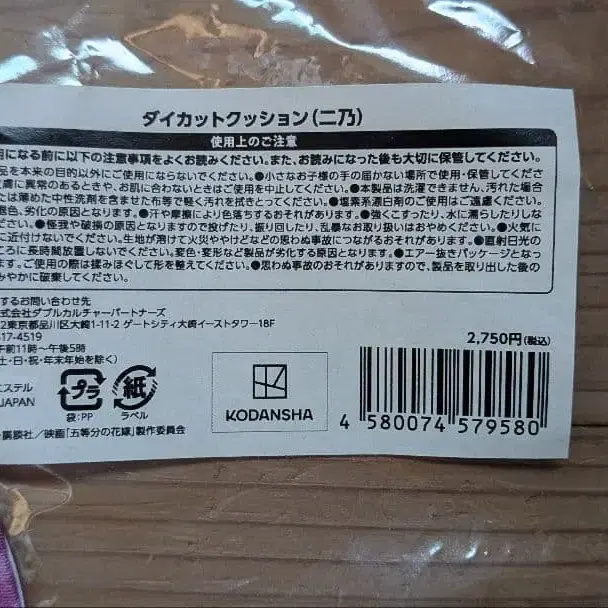 ダイカットクッション（二乃）
使用上のご注意
用になる前に以下の注意事項をよくお読みください。また、お読みになった後も大切に保管してください。
品を本来の目的以外にご使用にならないでください。●小さなお子様の手の届かない場所で使用・保管してください
皮膚に異常のあるときや、お肌に合わないときはご使用を中止してください。●本製品は洗濯できません、汚れた場合
たは薄めた中性洗剤を含ませた布等で軽く汚れを拭きとってください。●塩素系漂白剤のご使用はご遠慮ください。
退色、劣化の原因となります。●汗や摩擦により色落ちするおそれがあります。●強くこすったり、水に濡らしたりしな
ださい。●怪我や破損の原因となりますので投げたり、振り回したり、乱暴なお取り扱いはおやめください。●火気に
に近付けないでください。生地が溶けて火災ややけどなどの思わぬ事故につながるおそれがあります。●直射日光の
ころに長時間放置しないでください。変色・変形など製品が劣化する原因となります。●エアー抜きパッケージとなっ
ます。ご使用の際は揉みほぐして形を整えてください。●思わぬ事故のおそれがありますので、製品を取り出した後の
みやかに破棄してください。
するお問い合わせ先
式会社ダブルカルチャーパートナーズ
2東京都品川区大崎1-11-2 ゲートシティ大崎イーストタワー18F
17-4519
午前11時～午後5時
土・日・祝・年末年始を除く）
2,750円(税込)
エステル
JAPAN
プラ
袋:PP
紙
ラベル
KODANSHA
4 580074 579580
・講談社／映画「五等分の花嫁」製作委員会